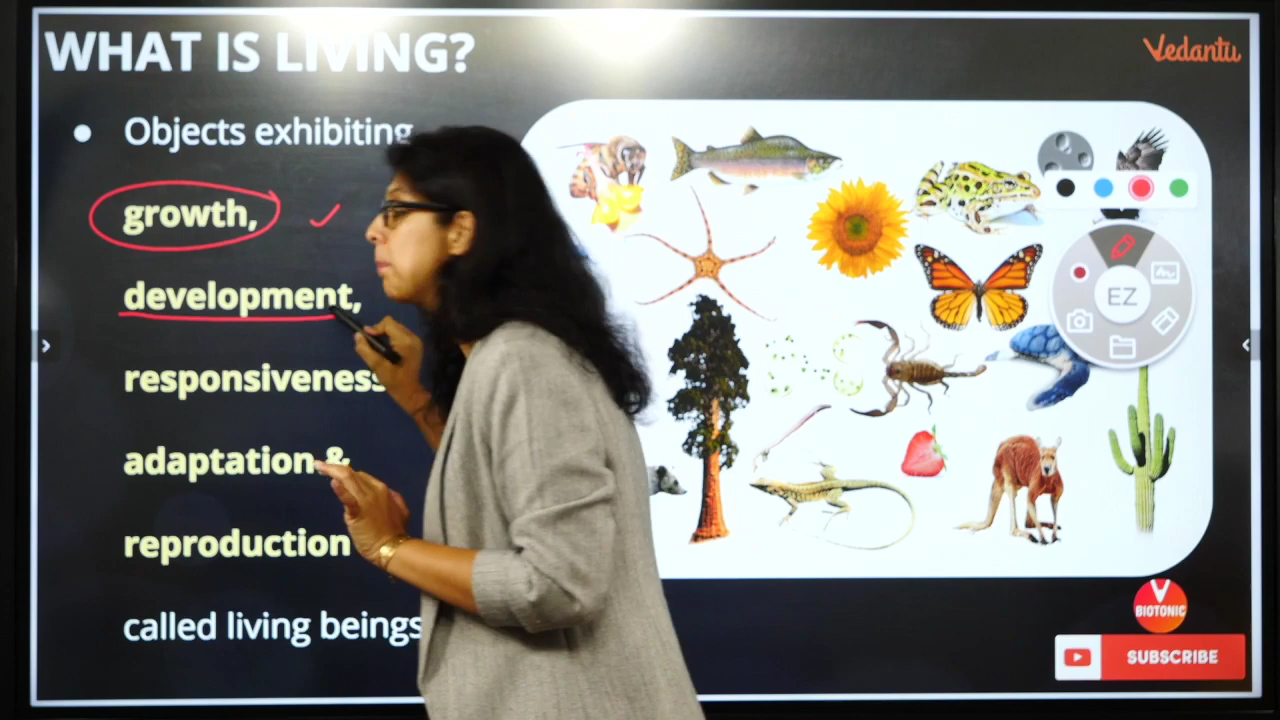 WHAT IS LIVING?
Vedantu
● Objects exhibiting
growth,
development,
responsiveness
adaptation &
reproduction
called living beings
EZ
V
BIOTONIC
SUBSCRIBE